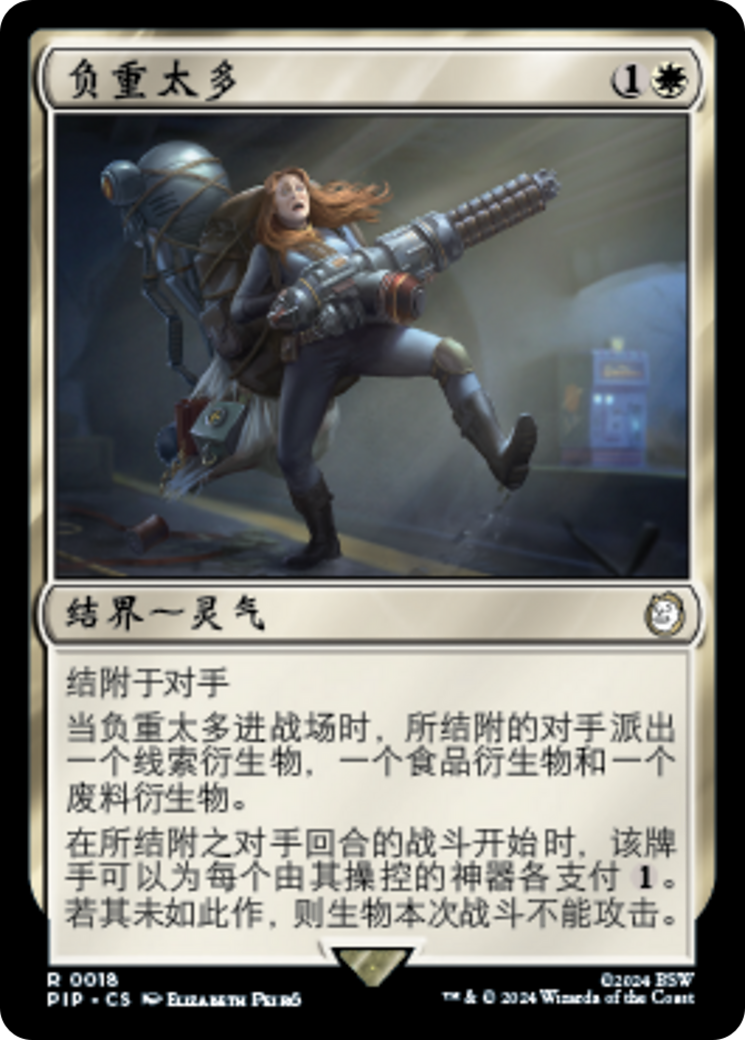 负重太多 1
结界～灵气
结附于对手
当负重太多进战场时，所结附的对手派出
一个线索衍生物，一个食品衍生物和一个
废料衍生物。
在所结附之对手回合的战斗开始时，该牌
手可以为每个由其操控的神器各支付 1。
若其未如此作，则生物本次战斗不能攻击。
R 0018
©2024 BSW
PIP • CS Elizabeth Peiró
™ & © 2024 Wizards of the Coast